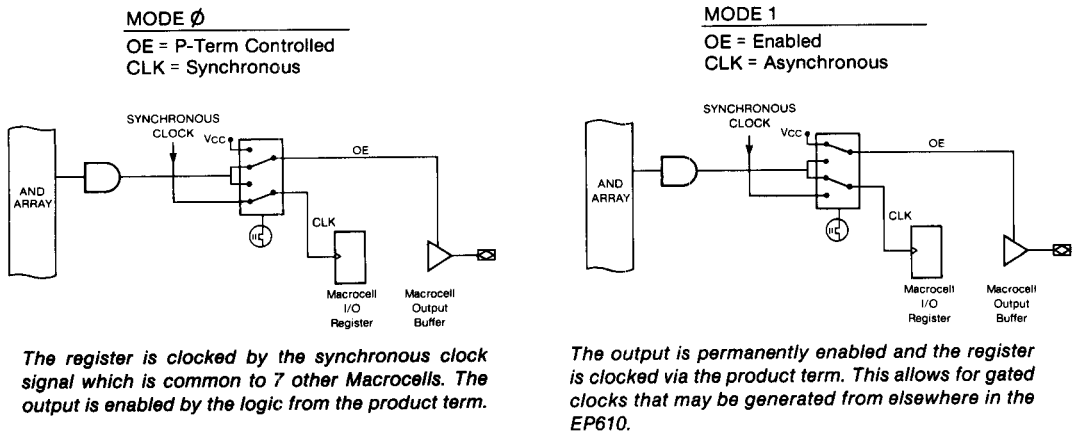 MODE Ø
OE = P-Term Controlled
CLK = Synchronous
SYNCHRONOUS
CLOCK
VCC
OE
AND
ARRAY
CLK
Macrocell
I/O
Register
Macrocell
Output
Buffer
The register is clocked by the synchronous clock
signal which is common to 7 other Macrocells. The
output is enabled by the logic from the product term.
MODE 1
OE = Enabled
CLK = Asynchronous
SYNCHRONOUS
CLOCK
VCC
OE
AND
ARRAY
CLK
Macrocell
I/O
Register
Macrocell
Output
Buffer
The output is permanently enabled and the register
is clocked via the product term. This allows for gated
clocks that may be generated from elsewhere in the
EP610.